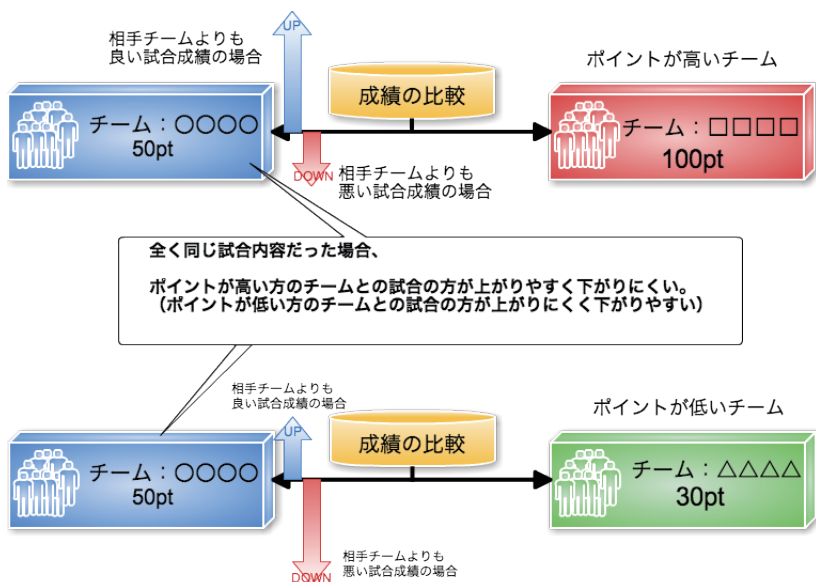 相手チームよりも
良い試合成績の場合
UP
成績の比較
ポイントが高いチーム
チーム：○○○○
50pt
チーム：□□□□
100pt
DOWN
相手チームよりも
悪い試合成績の場合
全く同じ試合内容だった場合、
ポイントが高い方のチームとの試合の方が上がりやすく下がりにくい。
（ポイントが低い方のチームとの試合の方が上がりにくく下がりやすい）
相手チームよりも
良い試合成績の場合
UP
成績の比較
ポイントが低いチーム
チーム：○○○○
50pt
チーム：△△△△
30pt
DOWN
相手チームよりも
悪い試合成績の場合